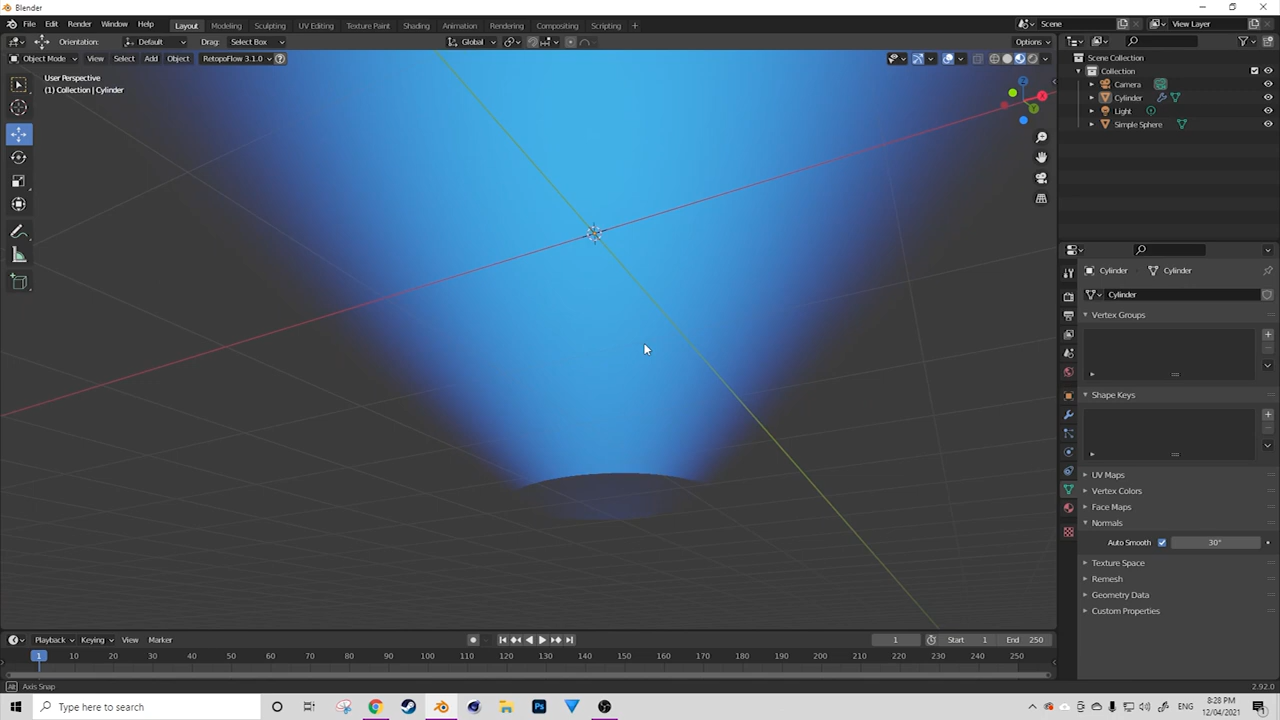 Blender
File Edit Render Window Help Layout Modeling Sculpting UV Editing Texture Paint Shading Animation Rendering Compositing Scripting + Scene View Layer
Orientation: Default Drag: Select Box Global Options
Object Mode View Select Add Object RetopoFlow 3.1.0
User Perspective
(1) Collection | Cylinder
X
Y
Z
Scene Collection
Collection
Camera
Cylinder
Light
Simple Sphere
Cylinder Cylinder
Cylinder
Vertex Groups
Shape Keys
UV Maps
Vertex Colors
Face Maps
Normals
Auto Smooth 30°
Texture Space
Remesh
Geometry Data
Custom Properties
Playback Keying View Marker 1 Start 1 End 250
1 10 20 30 40 50 60 70 80 90 100 110 120 130 140 150 160 170 180 190 200 210 220 230 240 250
Axis Snap 2.92.0
Type here to search Ps ENG 8:28 PM
12/04/2021